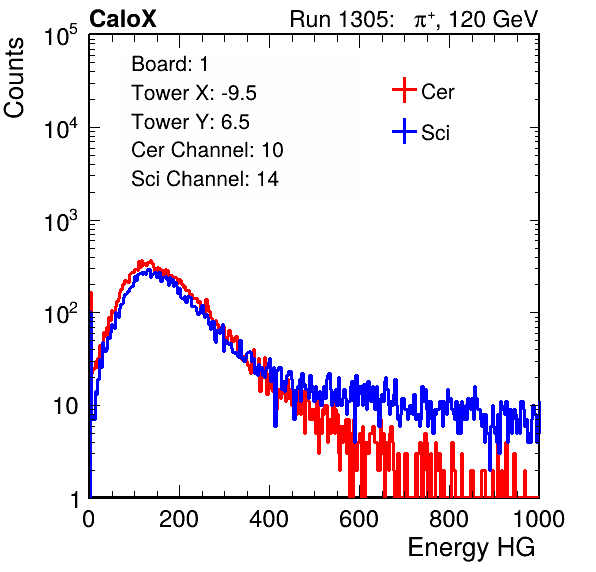 CaloX Run 1305: π⁺, 120 GeV
Counts
Board: 1
Tower X: -9.5
Tower Y: 6.5
Cer Channel: 10
Sci Channel: 14
Cer
Sci
10⁵
10⁴
10³
10²
10
1
0 200 400 600 800 1000
Energy HG